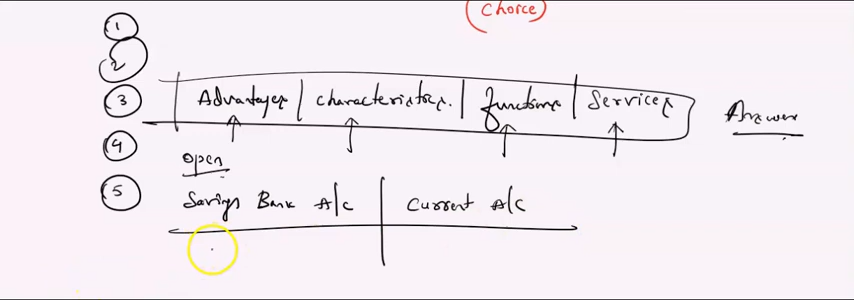 (Choice)
1
2
3 Advantages | characteristics. | functions | Services Answer
4
open
5 Savings Bank A/c | Current A/c